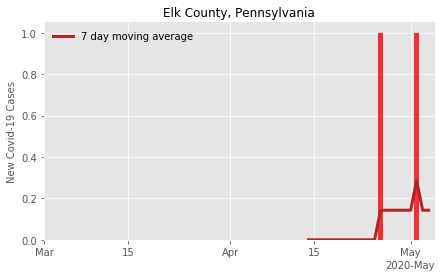 Elk County, Pennsylvania
7 day moving average
New Covid-19 Cases
1.0
0.8
0.6
0.4
0.2
0.0
Mar 15 Apr 15 May
2020-May